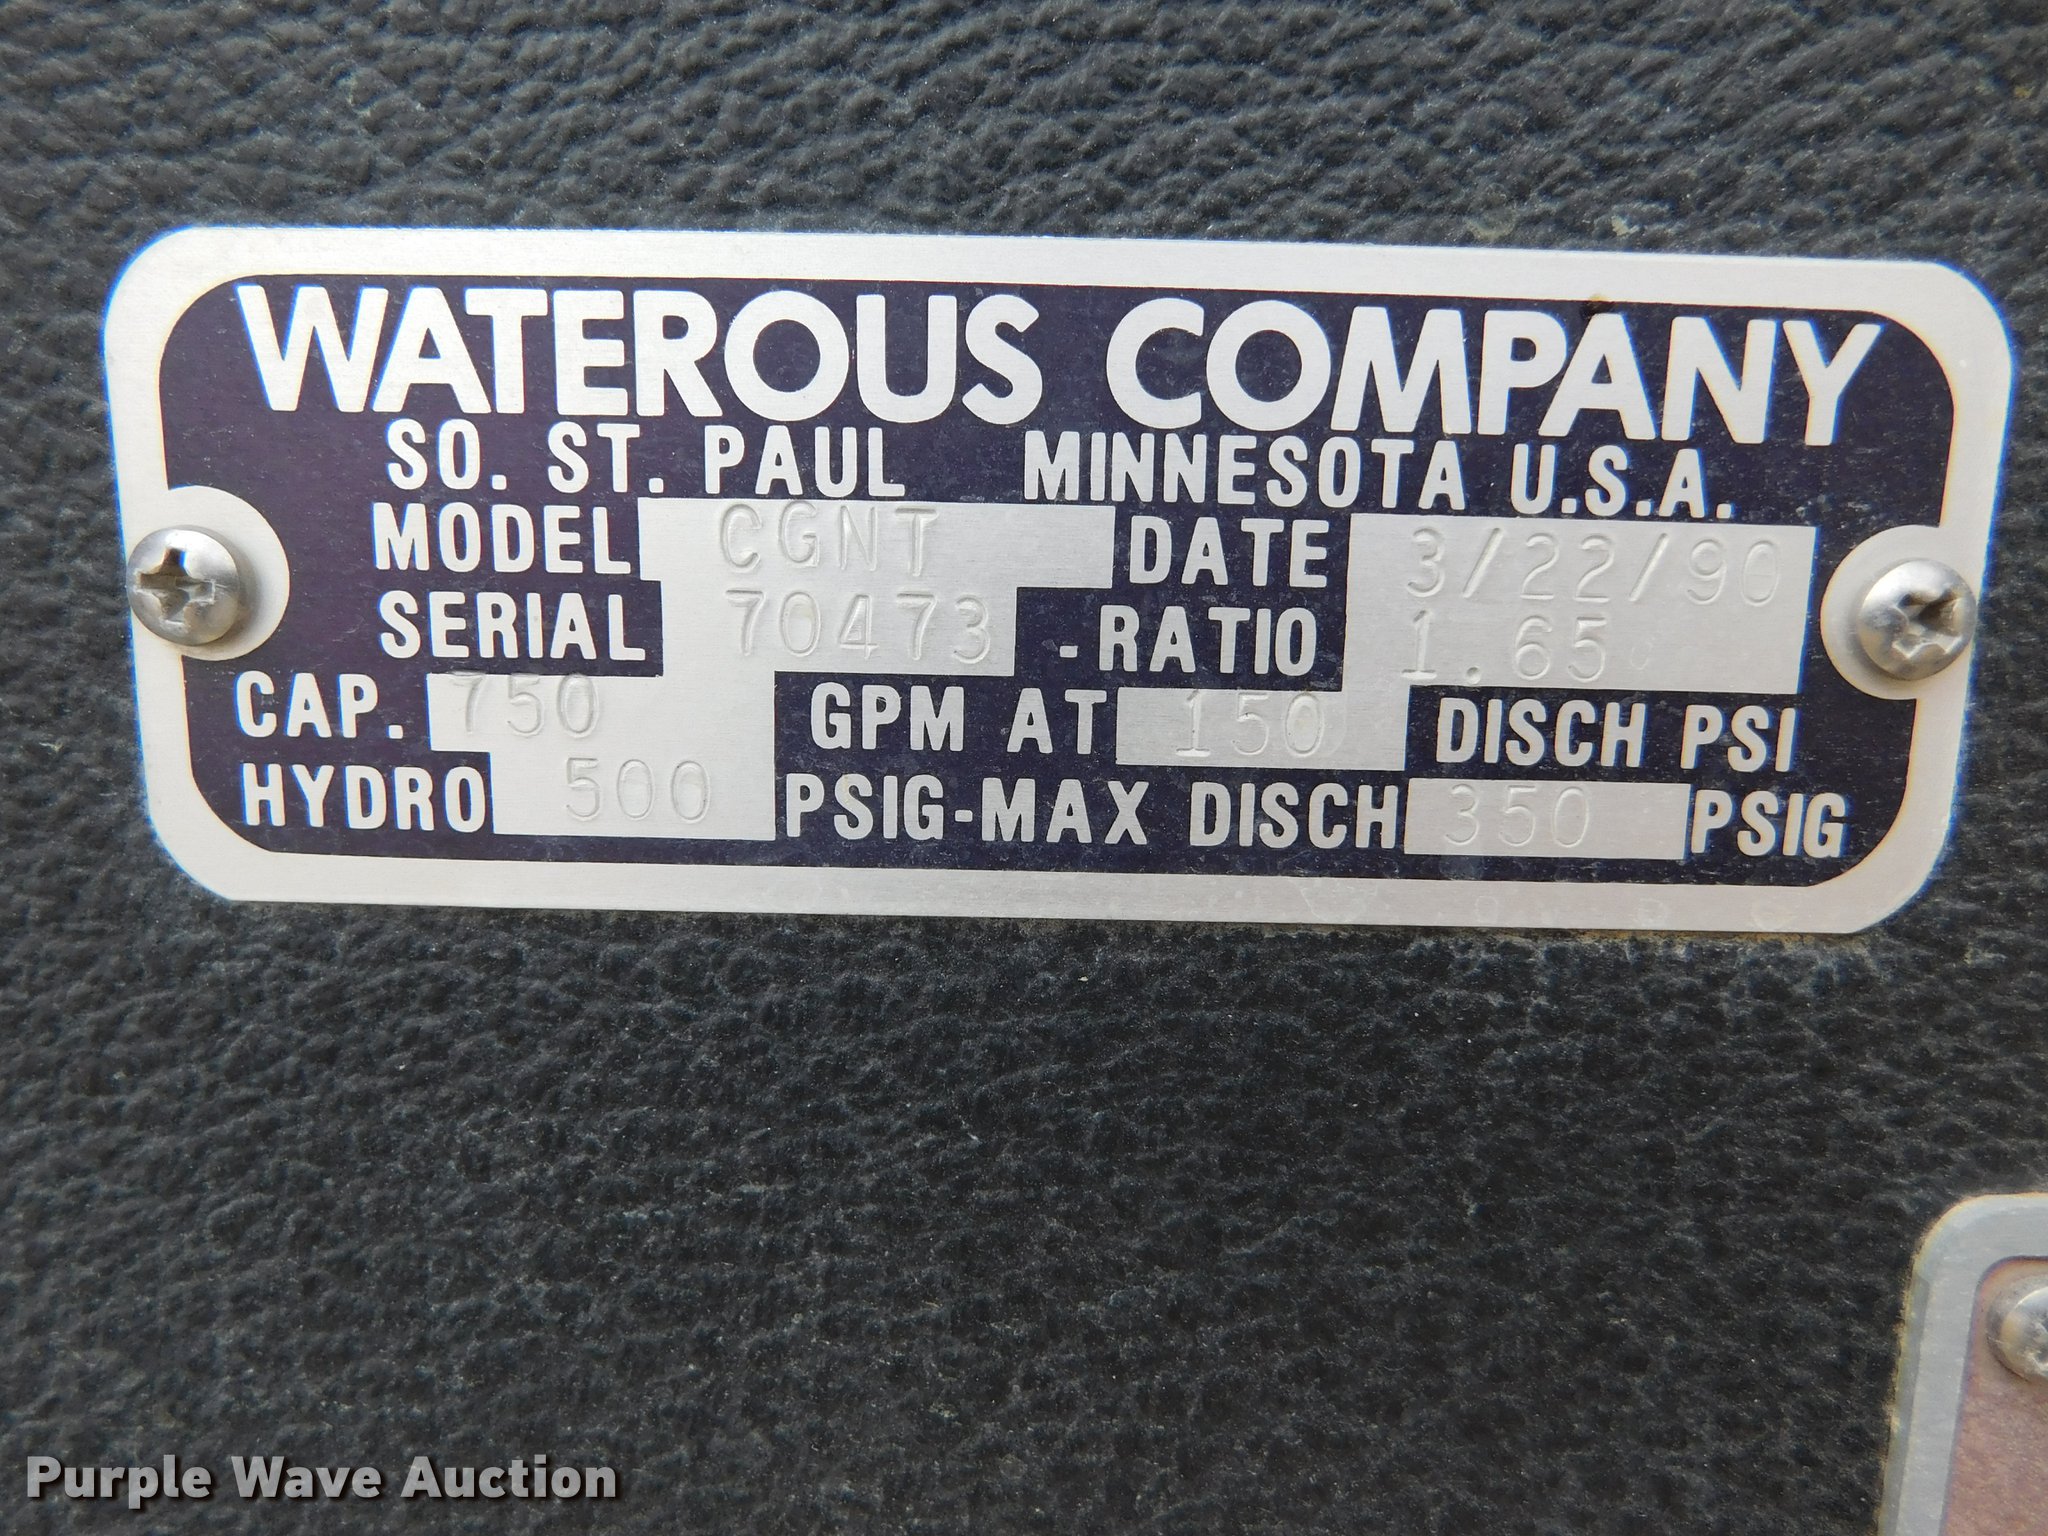 WATEROUS COMPANY
SO. ST. PAUL MINNESOTA U.S.A.
MODEL CGNT DATE 3/22/90
SERIAL 70473 -RATIO 1.65
CAP. 750 GPM AT 150 DISCH PSI
HYDRO 500 PSIG-MAX DISCH 350 PSIG
Purple Wave Auction